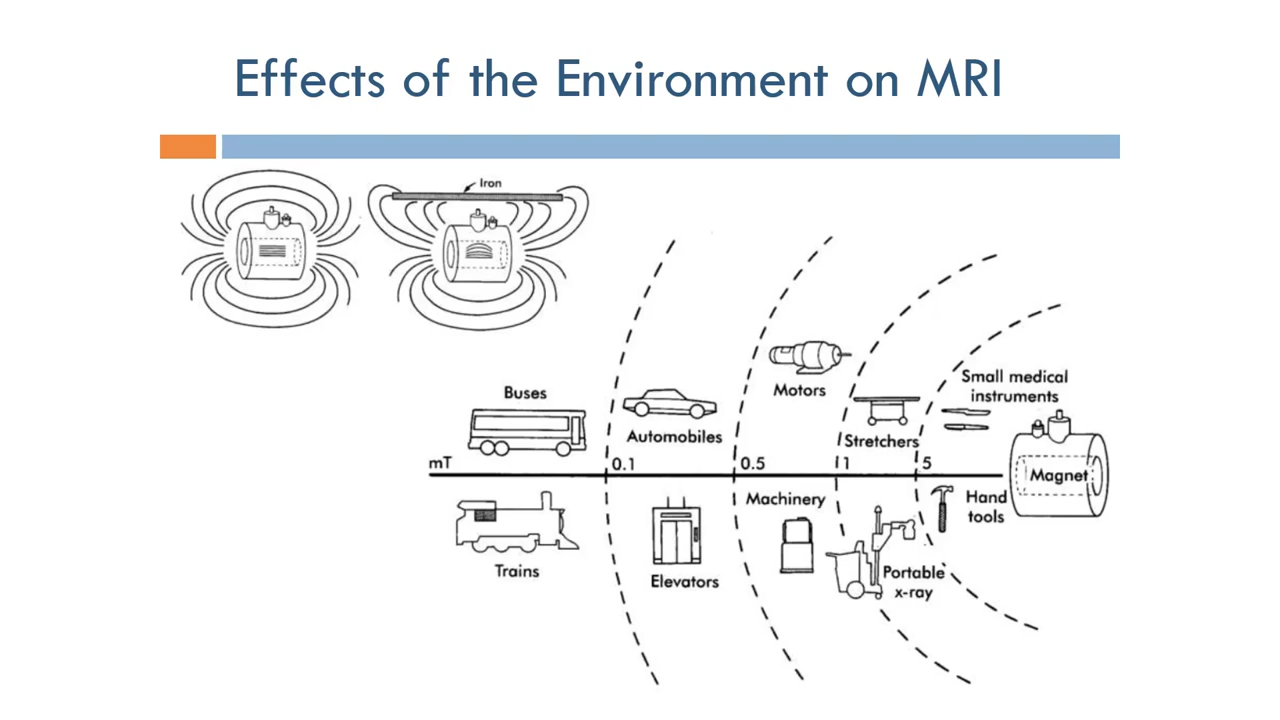 Effects of the Environment on MRI
Iron
Small medical
instruments
Motors
Buses
Automobiles
Stretchers
mT
0.1
0.5
1
5
Magnet
Machinery
Hand
tools
Trains
Elevators
Portable
x-ray